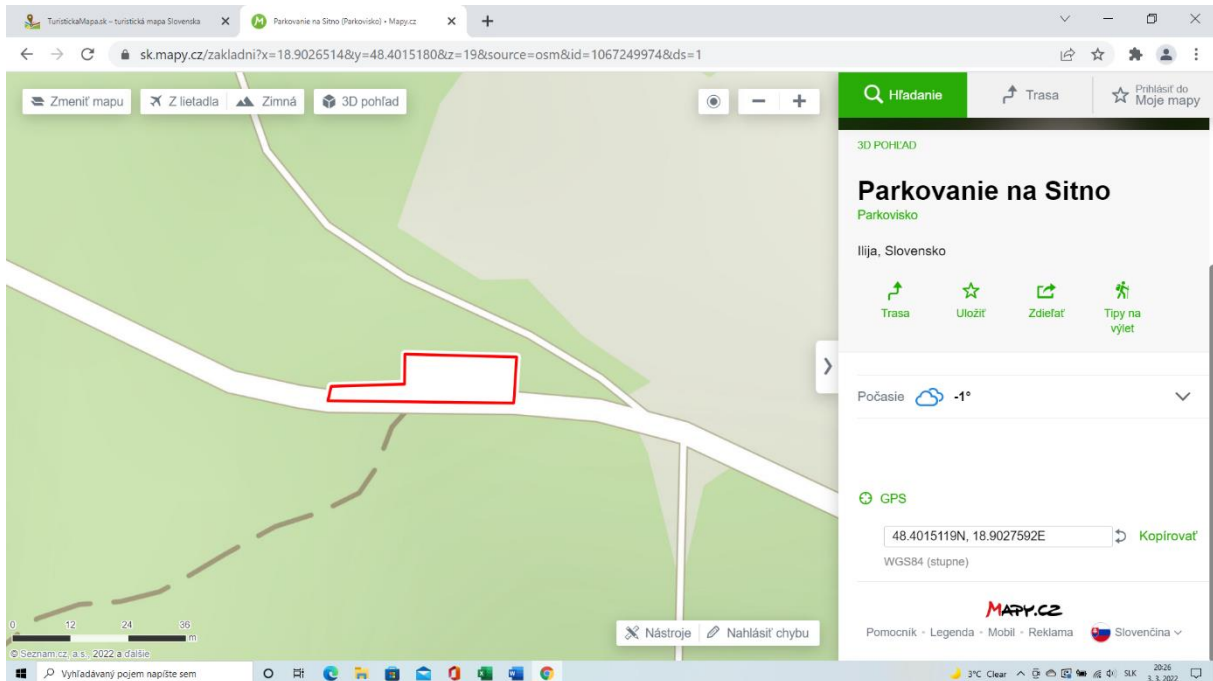 TuristickaMapa.sk – turistická mapa Slovenska
Parkovanie na Sitno (Parkovisko) • Mapy.cz
sk.mapy.cz/zakladni?x=18.9026514&y=48.4015180&z=19&source=osm&id=1067249974&ds=1
Zmeniť mapu
Z lietadla
Zimná
3D pohľad
Hľadanie
Trasa
Prihlásiť do
Moje mapy
3D POHĽAD
Parkovanie na Sitno
Parkovisko
Ilija, Slovensko
Trasa
Uložiť
Zdieľať
Tipy na
výlet
Počasie -1°
GPS
48.4015119N, 18.9027592E
Kopírovať
WGS84 (stupne)
MAPY.CZ
Pomocník - Legenda - Mobil - Reklama
Slovenčina
0 12 24 36
m
© Seznam.cz, a.s., 2022 a ďalšie
Nástroje
Nahlásiť chybu
Vyhľadávaný pojem napíšte sem
3°C Clear
SLK
20:26
3. 3. 2022